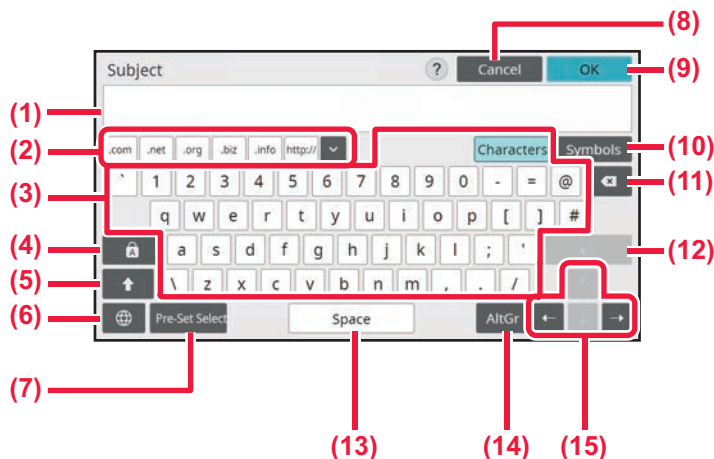 (8)
Subject ? Cancel OK (9)
(1)
(2) .com .net .org .biz .info http:// Characters Symbols (10)
(3) ` 1 2 3 4 5 6 7 8 9 0 - = @ (11)
q w e r t y u i o p [ ] #
(4) A a s d f g h j k l ; ' (12)
(5) \ z x c v b n m , . /
(6) Pre-Set Select Space AltGr ← ↓ →
↑
(7)
(13) (14) (15)